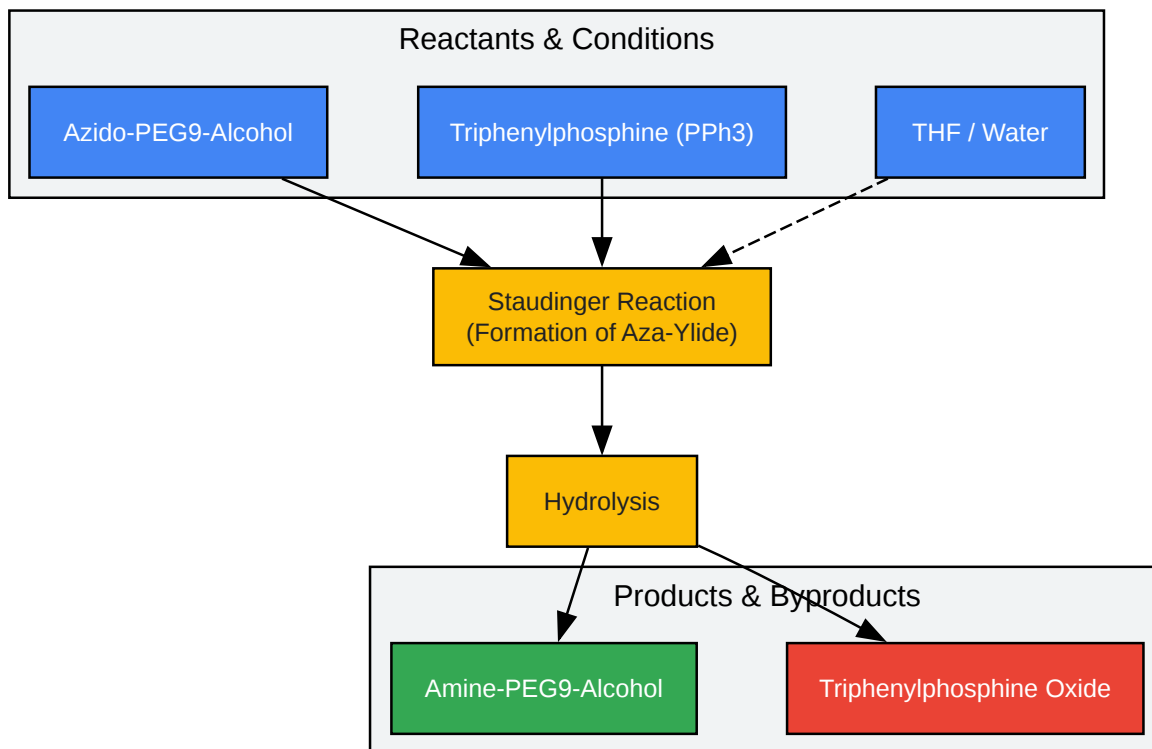 Reactants & Conditions
Azido-PEG9-Alcohol
Triphenylphosphine (PPh3)
THF / Water
Staudinger Reaction
(Formation of Aza-Ylide)
Hydrolysis
Products & Byproducts
Amine-PEG9-Alcohol
Triphenylphosphine Oxide